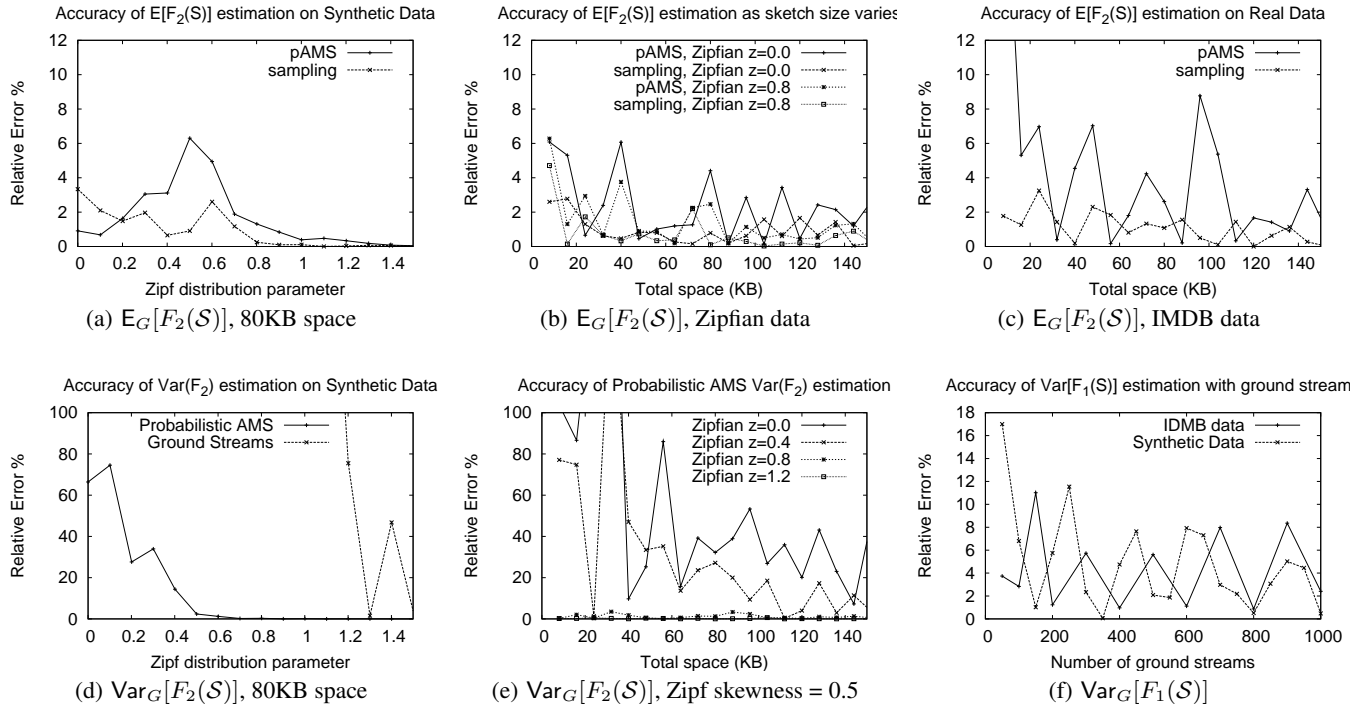 Accuracy of E[F2(S)] estimation on Synthetic Data
12
10
8
6
4
2
0
Relative Error %
pAMS
sampling
0 0.2 0.4 0.6 0.8 1 1.2 1.4
Zipf distribution parameter
(a) E_G[F_2(S)], 80KB space
Accuracy of E[F2(S)] estimation as sketch size varies
12
10
8
6
4
2
0
Relative Error %
pAMS, Zipfian z=0.0
sampling, Zipfian z=0.0
pAMS, Zipfian z=0.8
sampling, Zipfian z=0.8
0 20 40 60 80 100 120 140
Total space (KB)
(b) E_G[F_2(S)], Zipfian data
Accuracy of E[F2(S)] estimation on Real Data
12
10
8
6
4
2
0
Relative Error %
pAMS
sampling
0 20 40 60 80 100 120 140
Total space (KB)
(c) E_G[F_2(S)], IMDB data
Accuracy of Var(F2) estimation on Synthetic Data
100
80
60
40
20
0
Relative Error %
Probabilistic AMS
Ground Streams
0 0.2 0.4 0.6 0.8 1 1.2 1.4
Zipf distribution parameter
(d) Var_G[F_2(S)], 80KB space
Accuracy of Probabilistic AMS Var(F2) estimation
100
80
60
40
20
0
Relative Error %
Zipfian z=0.0
Zipfian z=0.4
Zipfian z=0.8
Zipfian z=1.2
0 20 40 60 80 100 120 140
Total space (KB)
(e) Var_G[F_2(S)], Zipf skewness = 0.5
Accuracy of Var[F1(S)] estimation with ground stream
18
16
14
12
10
8
6
4
2
0
Relative Error %
IDMB data
Synthetic Data
0 200 400 600 800 1000
Number of ground streams
(f) Var_G[F_1(S)]